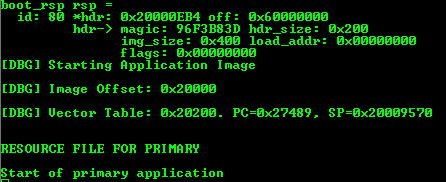 boot_rsp rsp =
id: 80 *hdr: 0x20000EB4 off: 0x60000000
hdr-> magic: 96F3B83D hdr_size: 0x200
img_size: 0x400 load_addr: 0x00000000
flags: 0x00000000
[DBG] Starting Application Image
[DBG] Image Offset: 0x20000
[DBG] Vector Table: 0x20200. PC=0x27489, SP=0x20009570
RESOURCE FILE FOR PRIMARY
Start of primary application